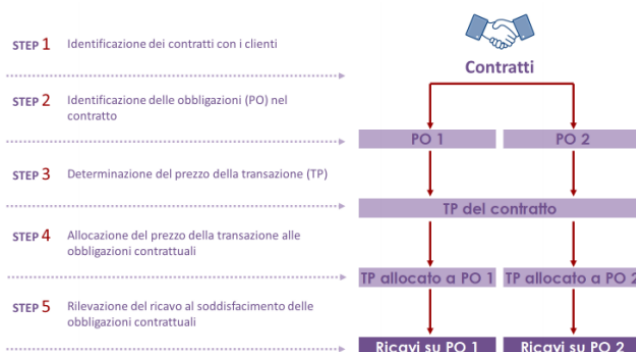 STEP 1 Identificazione dei contratti con i clienti
Contratti
STEP 2 Identificazione delle obbligazioni (PO) nel
contratto
PO 1 PO 2
STEP 3 Determinazione del prezzo della transazione (TP)
TP del contratto
STEP 4 Allocazione del prezzo della transazione alle
obbligazioni contrattuali
TP allocato a PO 1 TP allocato a PO 2
STEP 5 Rilevazione del ricavo al soddisfacimento delle
obbligazioni contrattuali
Ricavi su PO 1 Ricavi su PO 2